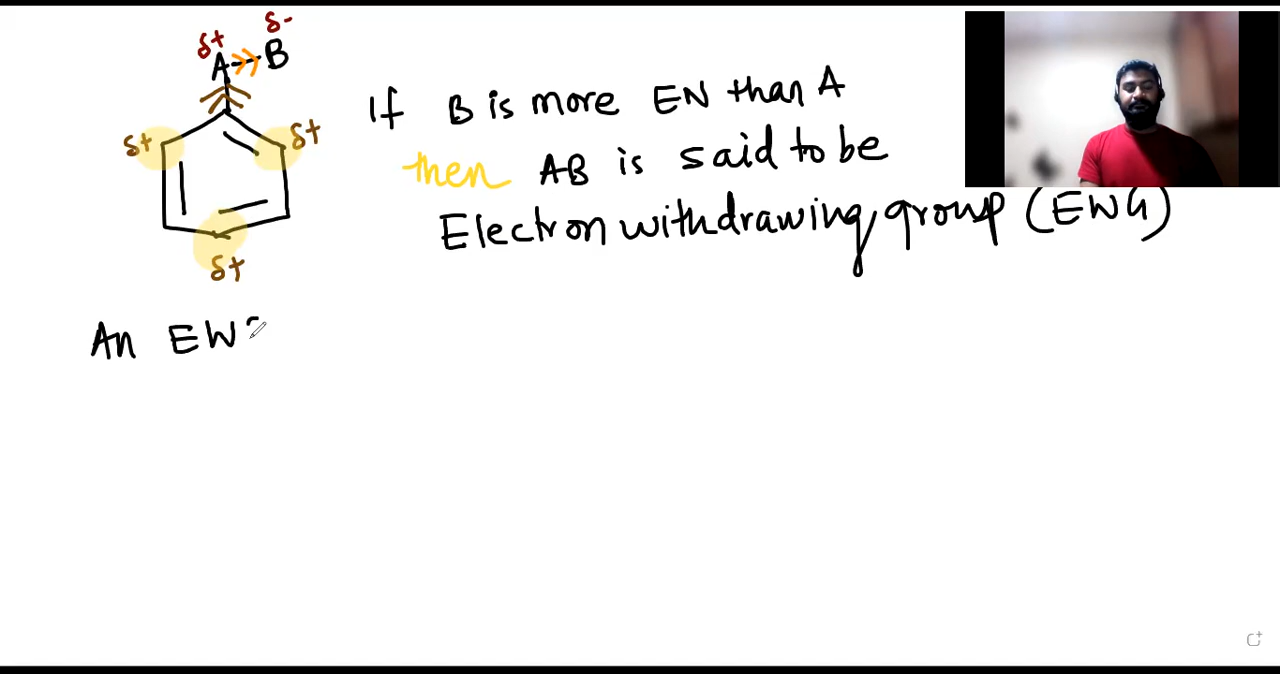 δ-
δ+
A B
δ+ δ+
δ+
If B is more EN than A
then AB is said to be
Electron withdrawing group (EWG)
An EW